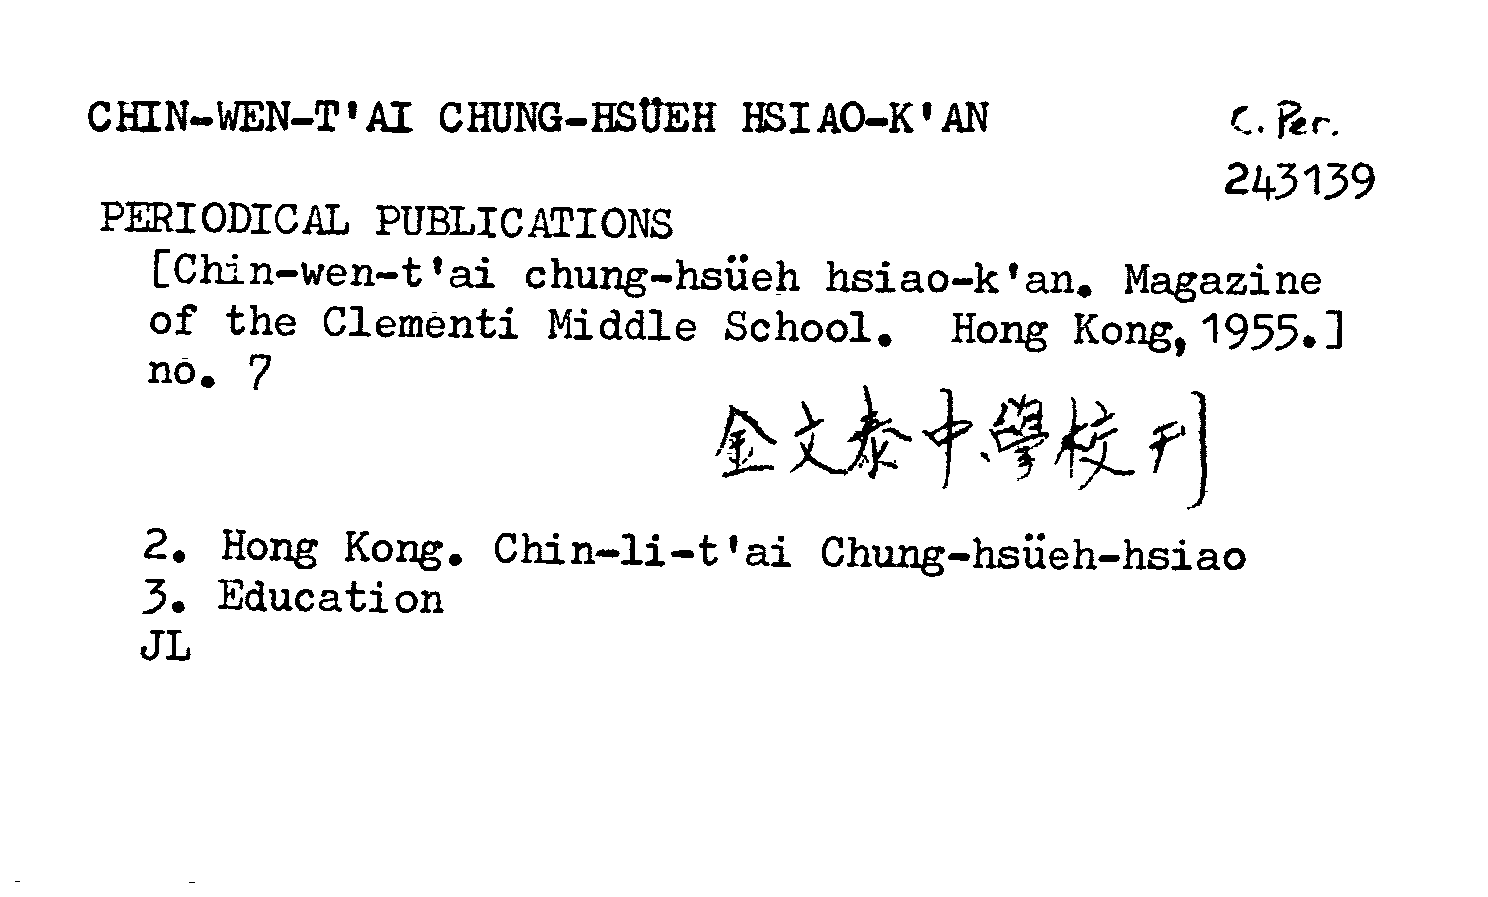 CHIN-WEN-T'AI CHUNG-HSÜEH HSIAO-K'AN
C. Per.
243139
PERIODICAL PUBLICATIONS
[Chin-wen-t'ai chung-hsüeh hsiao-k'an. Magazine
of the Clementi Middle School. Hong Kong, 1955.]
no. 7
金文泰中學校刊
2. Hong Kong. Chin-li-t'ai Chung-hsüeh-hsiao
3. Education
JL